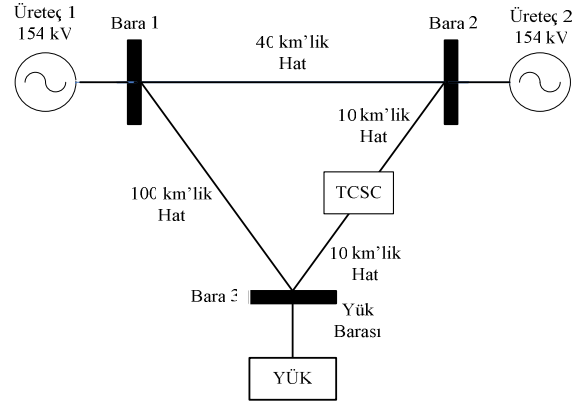 Üreteç 1
154 kV
Bara 1
40 km'lik
Hat
Bara 2
Üreteç 2
154 kV
10 km'lik
Hat
100 km'lik
Hat
TCSC
10 km'lik
Hat
Bara 3
Yük
Barası
YÜK